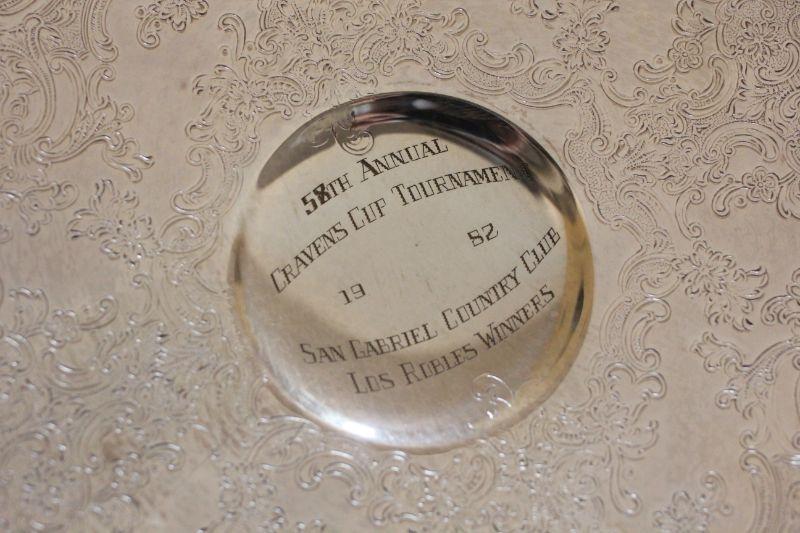 58TH ANNUAL
CRAVENS CUP TOURNAMENT
19 82
SAN GABRIEL COUNTRY CLUB
LOS ROBLES WINNERS